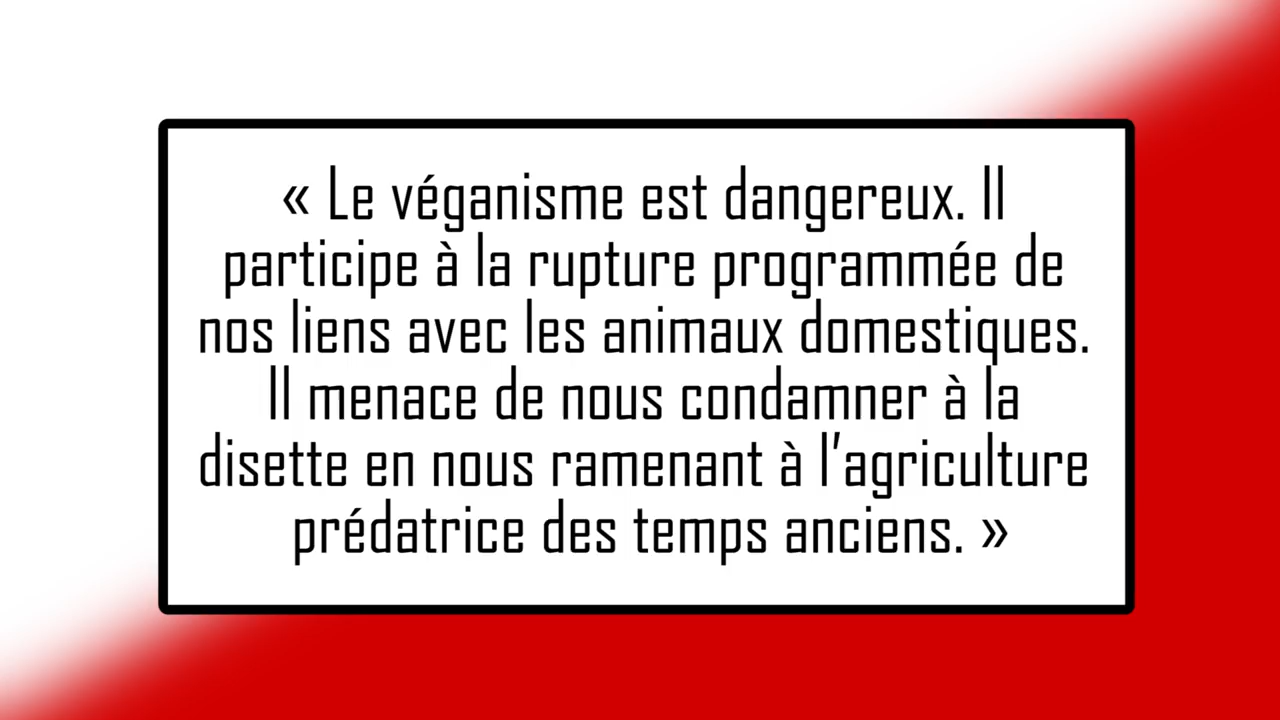 « Le véganisme est dangereux. Il
participe à la rupture programmée de
nos liens avec les animaux domestiques.
Il menace de nous condamner à la
disette en nous ramenant à l’agriculture
prédatrice des temps anciens. »